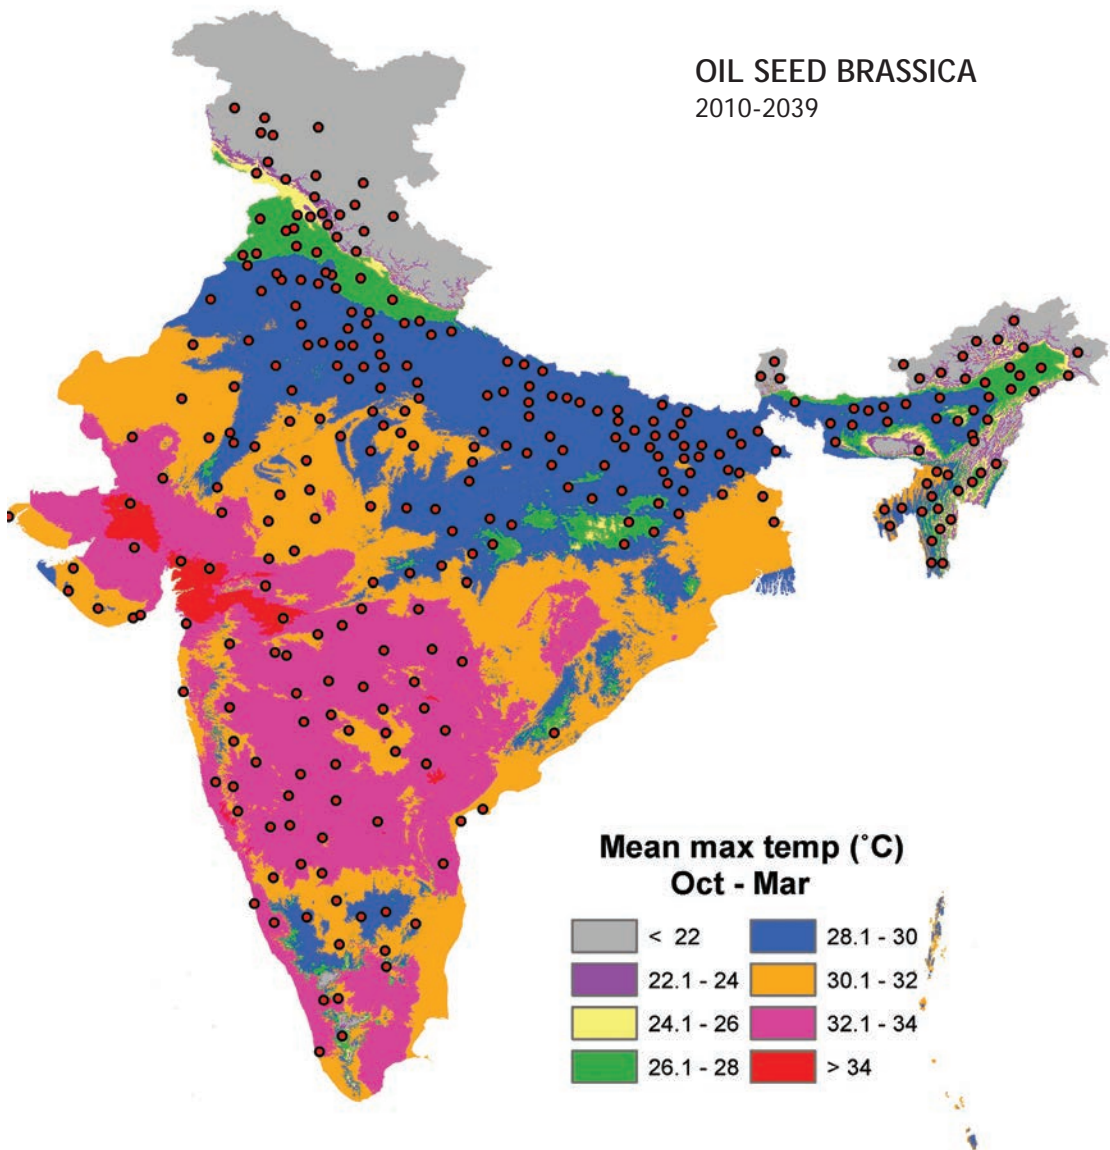 OIL SEED BRASSICA
2010-2039
Mean max temp (˚C)
Oct - Mar
< 22
22.1 - 24
24.1 - 26
26.1 - 28
28.1 - 30
30.1 - 32
32.1 - 34
> 34